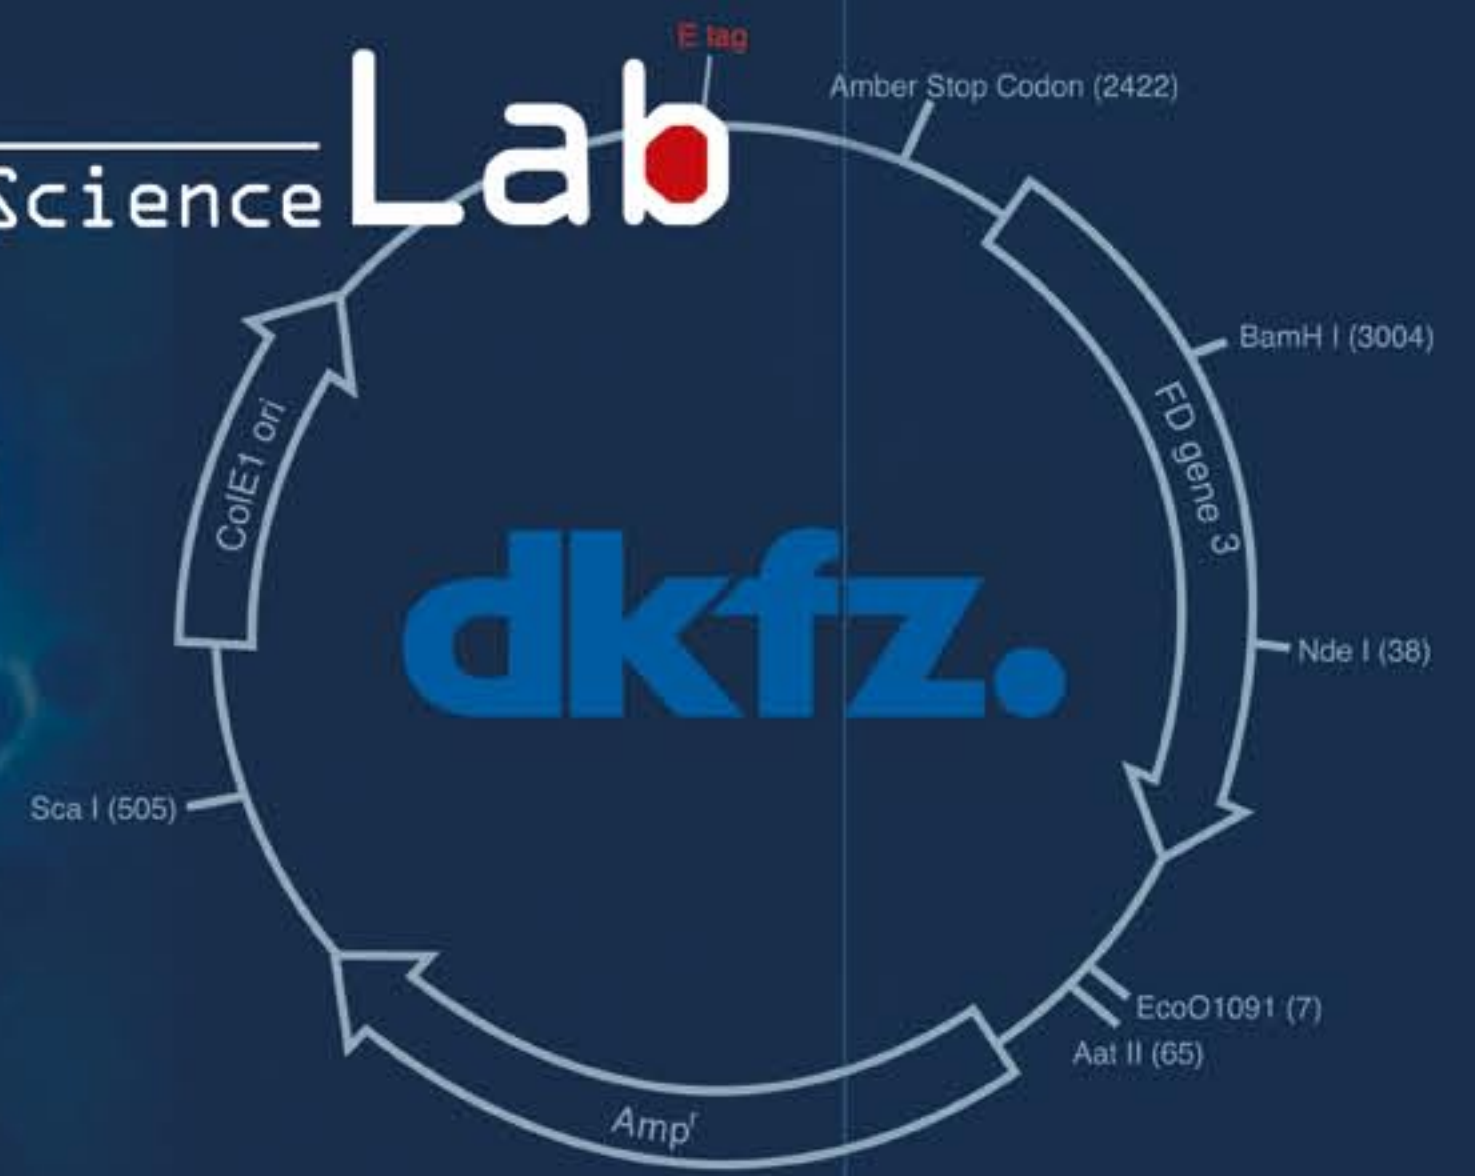 E tag
Amber Stop Codon (2422)
Science Lab
BamH I (3004)
FD gene 3
ColE1 ori
dkfz.
Nde I (38)
Sca I (505)
EcoO1091 (7)
Aat II (65)
Ampʳ